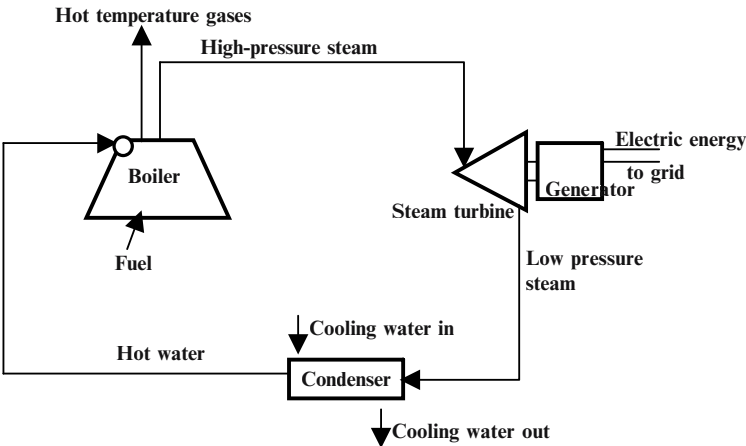 Hot temperature gases
High-pressure steam
Electric energy
to grid
Boiler
Generator
Steam turbine
Fuel
Low pressure
steam
Cooling water in
Hot water
Condenser
Cooling water out